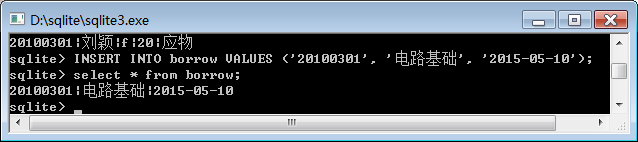 D:\sqlite\sqlite3.exe
20100301|刘颖|f|20|应物
sqlite> INSERT INTO borrow VALUES ('20100301', '电路基础', '2015-05-10');
sqlite> select * from borrow;
20100301|电路基础|2015-05-10
sqlite>